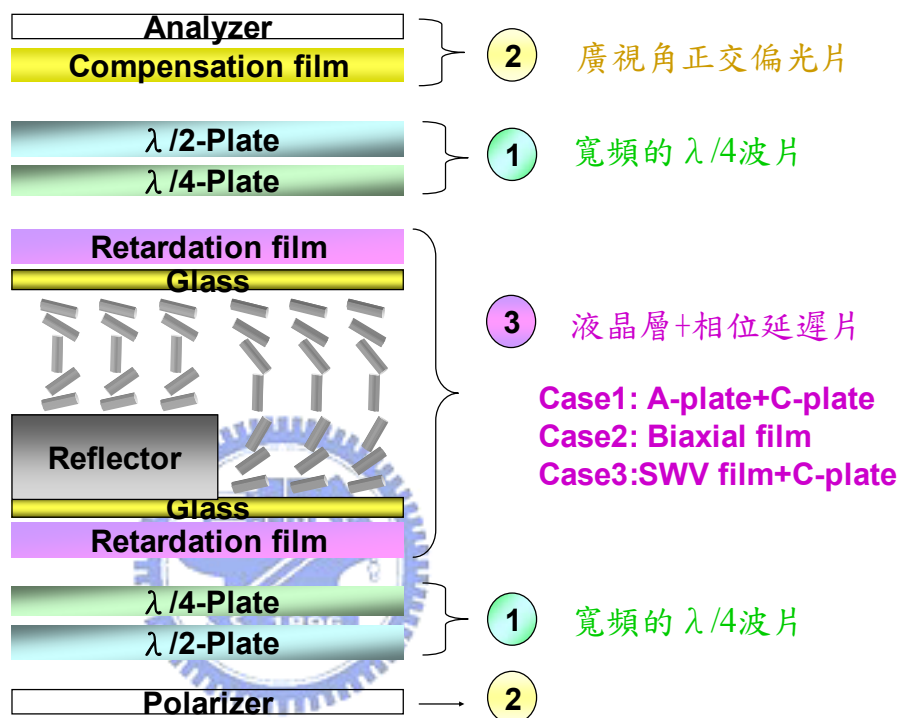 Analyzer
Compensation film
2 廣視角正交偏光片
λ/2-Plate
λ/4-Plate
1 寬頻的λ/4波片
Retardation film
Glass
3 液晶層+相位延遲片
Case1: A-plate+C-plate
Case2: Biaxial film
Case3:SWV film+C-plate
Reflector
Glass
Retardation film
λ/4-Plate
λ/2-Plate
1 寬頻的λ/4波片
Polarizer
2
1896